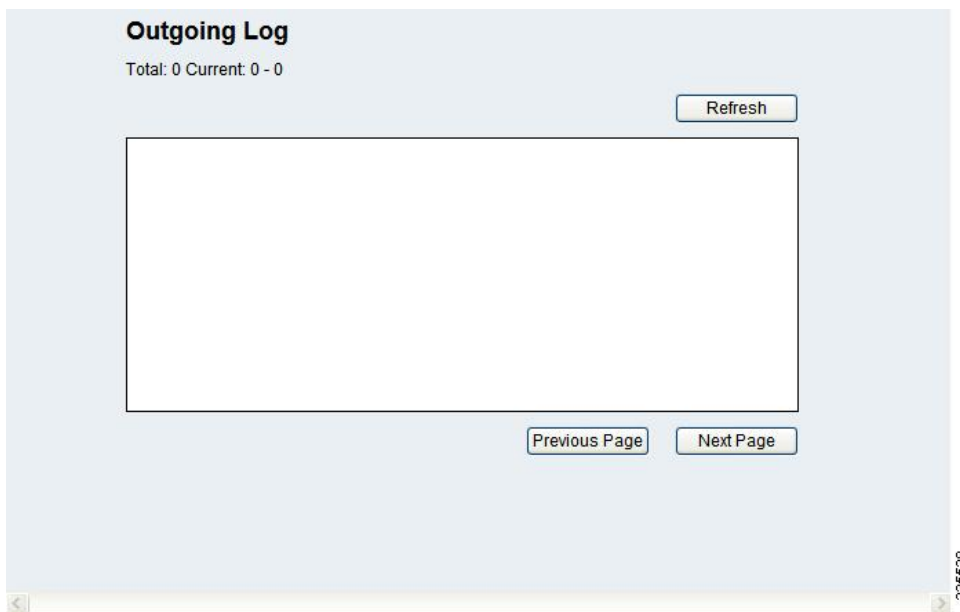 Outgoing Log
Total: 0 Current: 0 - 0
Refresh
Previous Page
Next Page